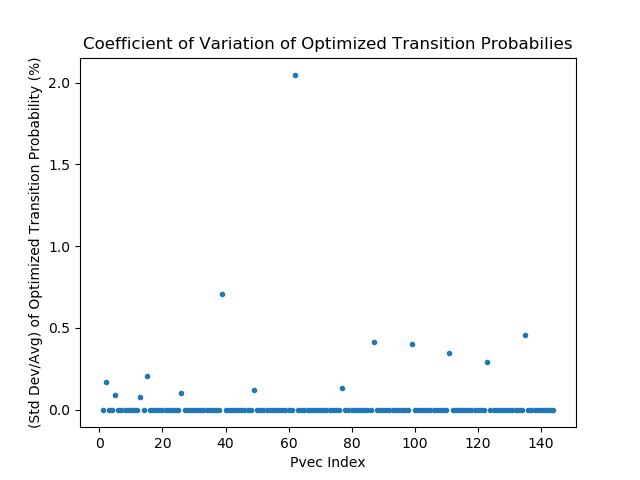 Coefficient of Variation of Optimized Transition Probabilies
(Std Dev/Avg) of Optimized Transition Probability (%)
2.0
1.5
1.0
0.5
0.0
0 20 40 60 80 100 120 140
Pvec Index